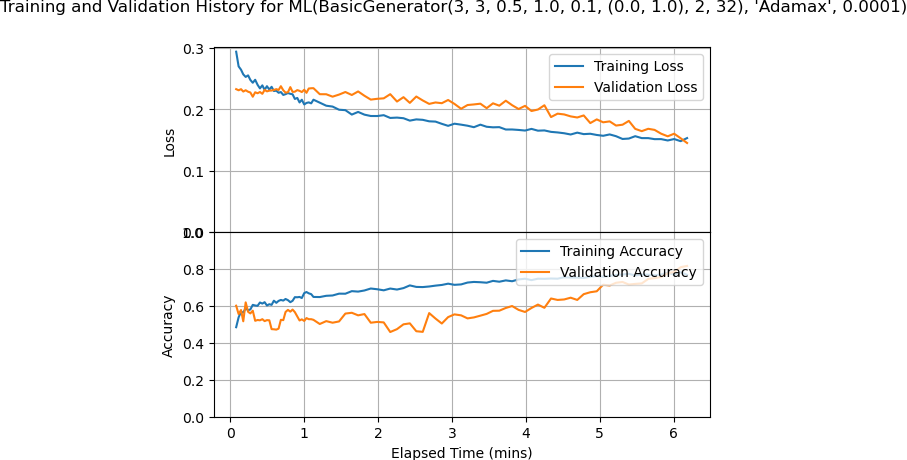 Training and Validation History for ML(BasicGenerator(3, 3, 0.5, 1.0, 0.1, (0.0, 1.0), 2, 32), 'Adamax', 0.0001)
0.3
Training Loss
Validation Loss
0.2
Loss
0.1
0.0
1.0
Training Accuracy
Validation Accuracy
0.8
0.6
Accuracy
0.4
0.2
0.0
0 1 2 3 4 5 6
Elapsed Time (mins)